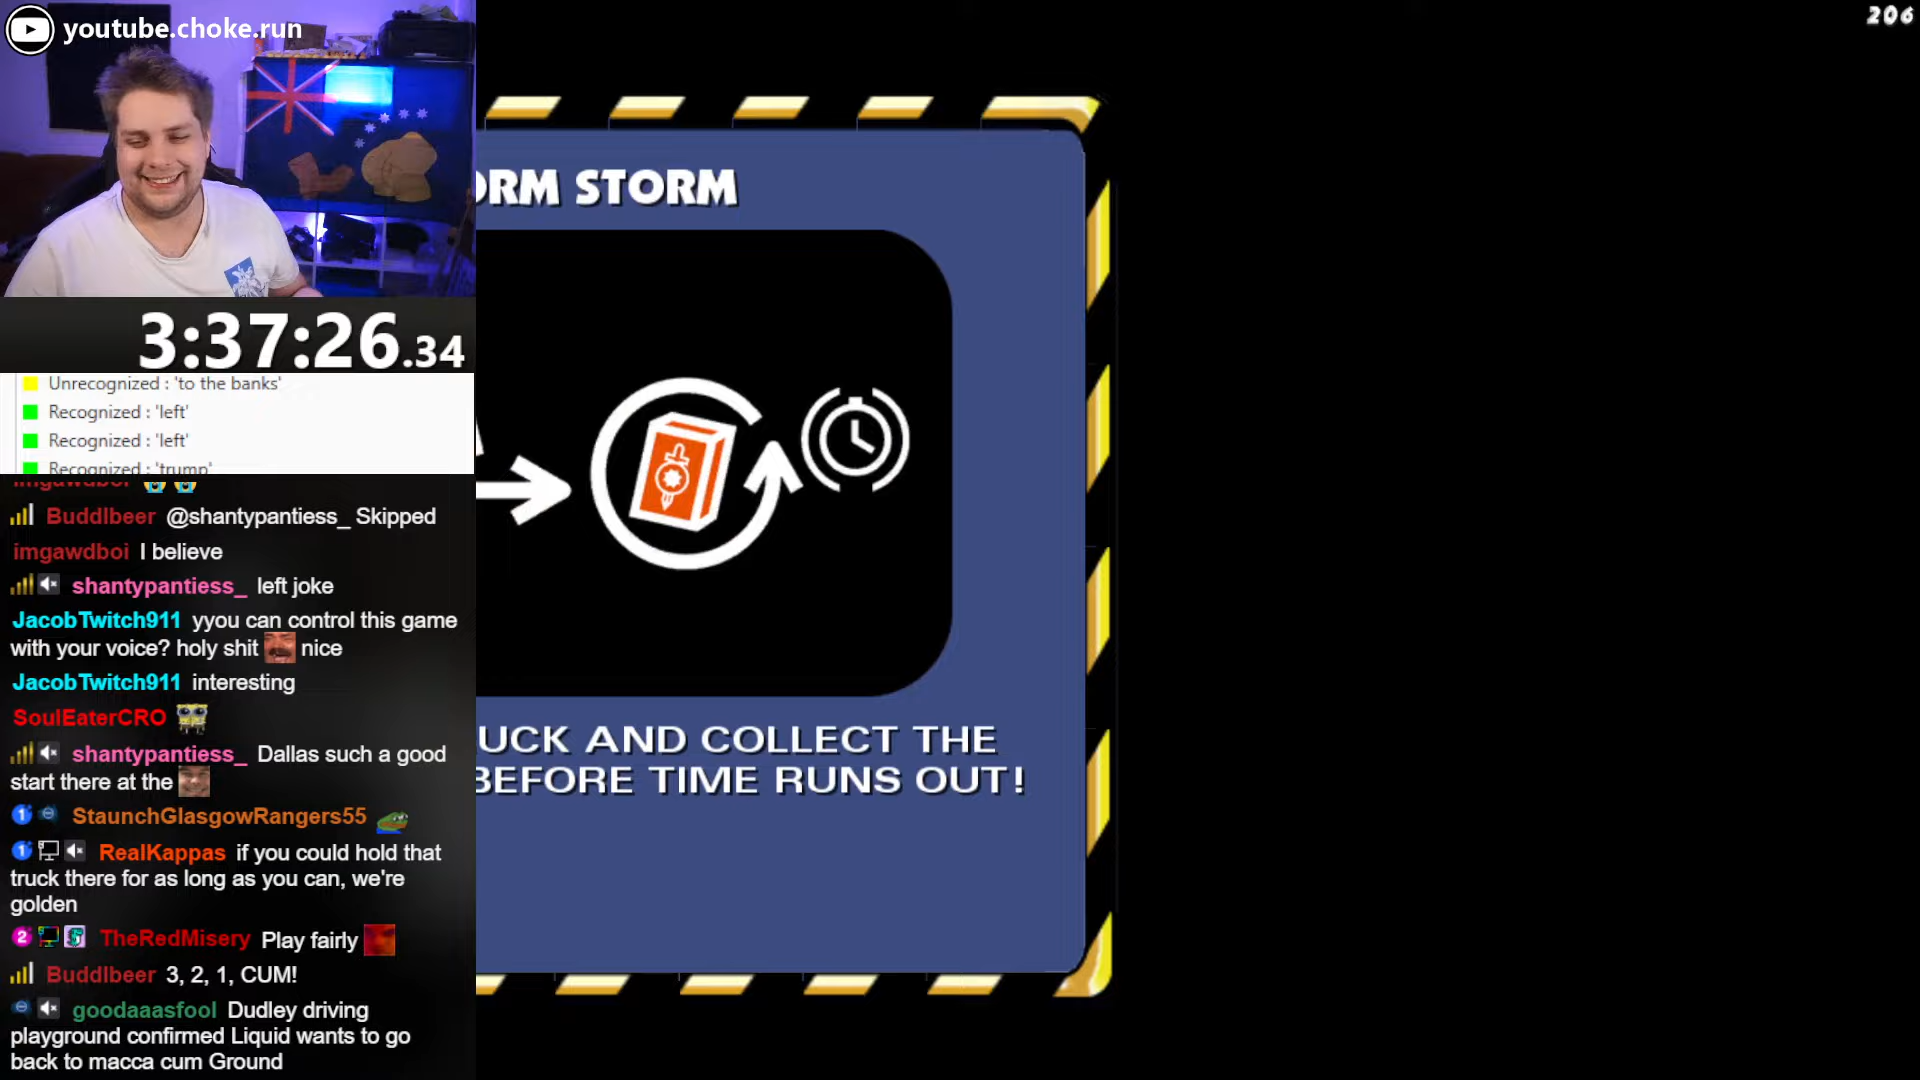 youtube.choke.run
206
ORM STORM
3:37:26.34
Unrecognized : 'to the banks'
Recognized : 'left'
Recognized : 'left'
Recognized : 'trump'
imgawdboi
Buddlbeer @shantypantiess_ Skipped
imgawdboi I believe
shantypantiess_ left joke
JacobTwitch911 yyou can control this game
with your voice? holy shit nice
JacobTwitch911 interesting
SoulEaterCRO
shantypantiess_ Dallas such a good
start there at the
StaunchGlasgowRangers55
RealKappas if you could hold that
truck there for as long as you can, we're
golden
TheRedMisery Play fairly
Buddlbeer 3, 2, 1, CUM!
goodaaasfool Dudley driving
playground confirmed Liquid wants to go
back to macca cum Ground
UCK AND COLLECT THE
BEFORE TIME RUNS OUT!